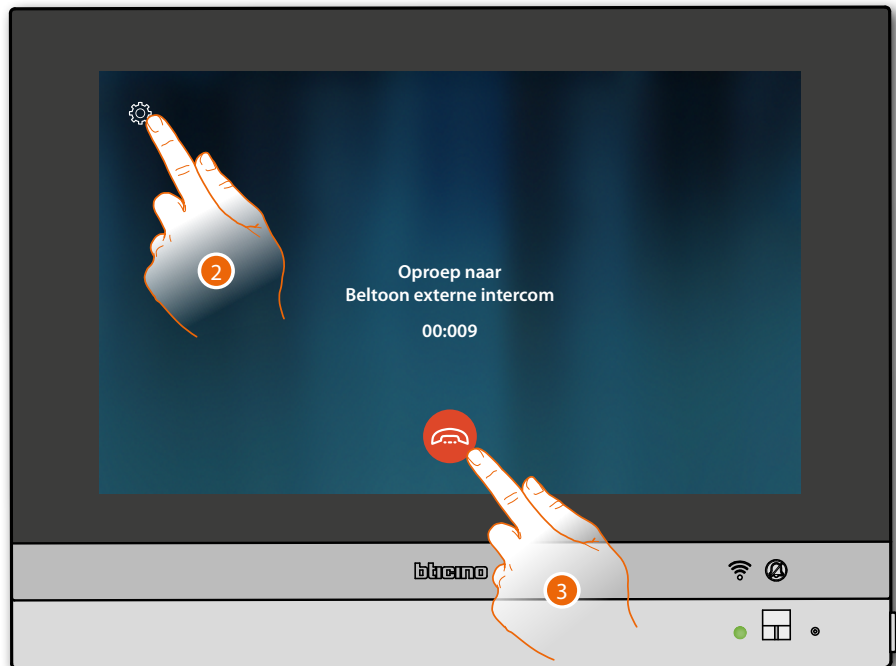 2
Oproep naar
Beltoon externe intercom
00:009
bticino
3